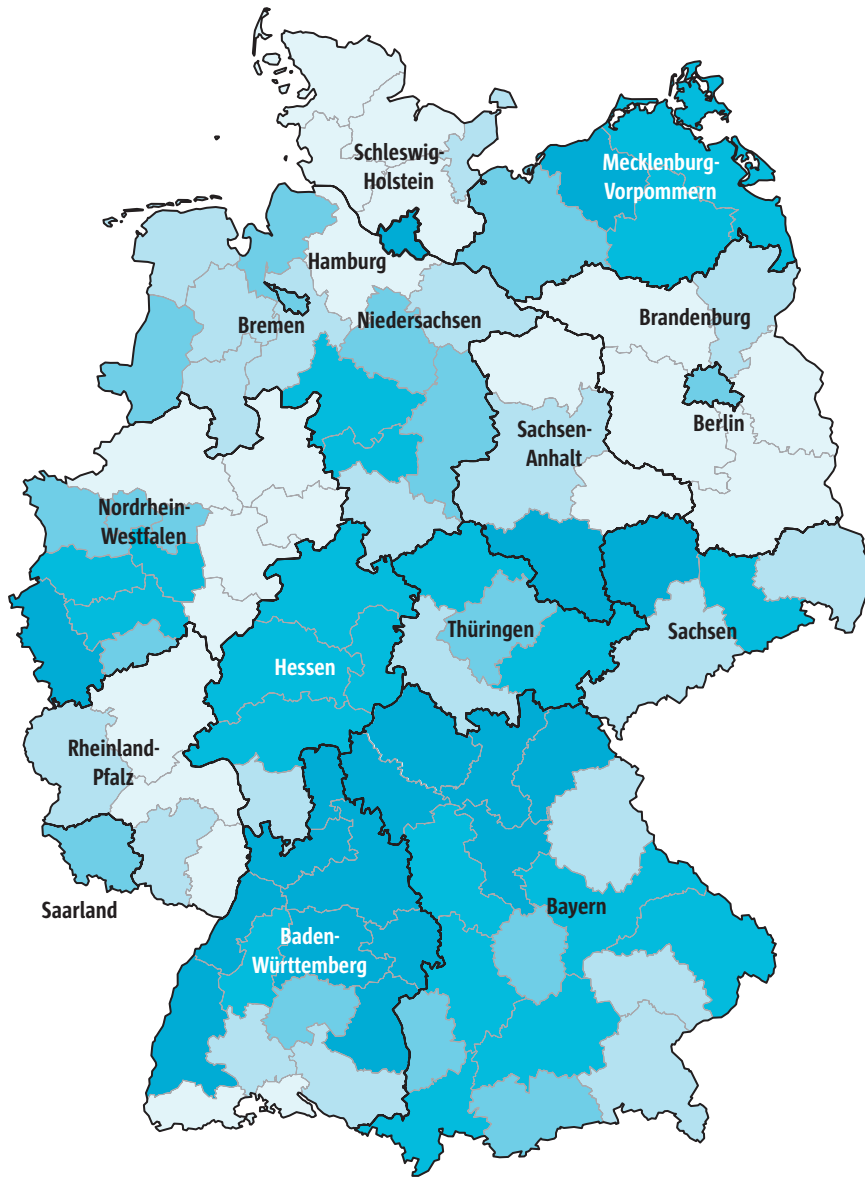 Schleswig-
Holstein
Mecklenburg-
Vorpommern
Hamburg
Bremen
Niedersachsen
Brandenburg
Berlin
Sachsen-
Anhalt
Nordrhein-
Westfalen
Hessen
Thüringen
Sachsen
Rheinland-
Pfalz
Saarland
Bayern
Baden-
Württemberg